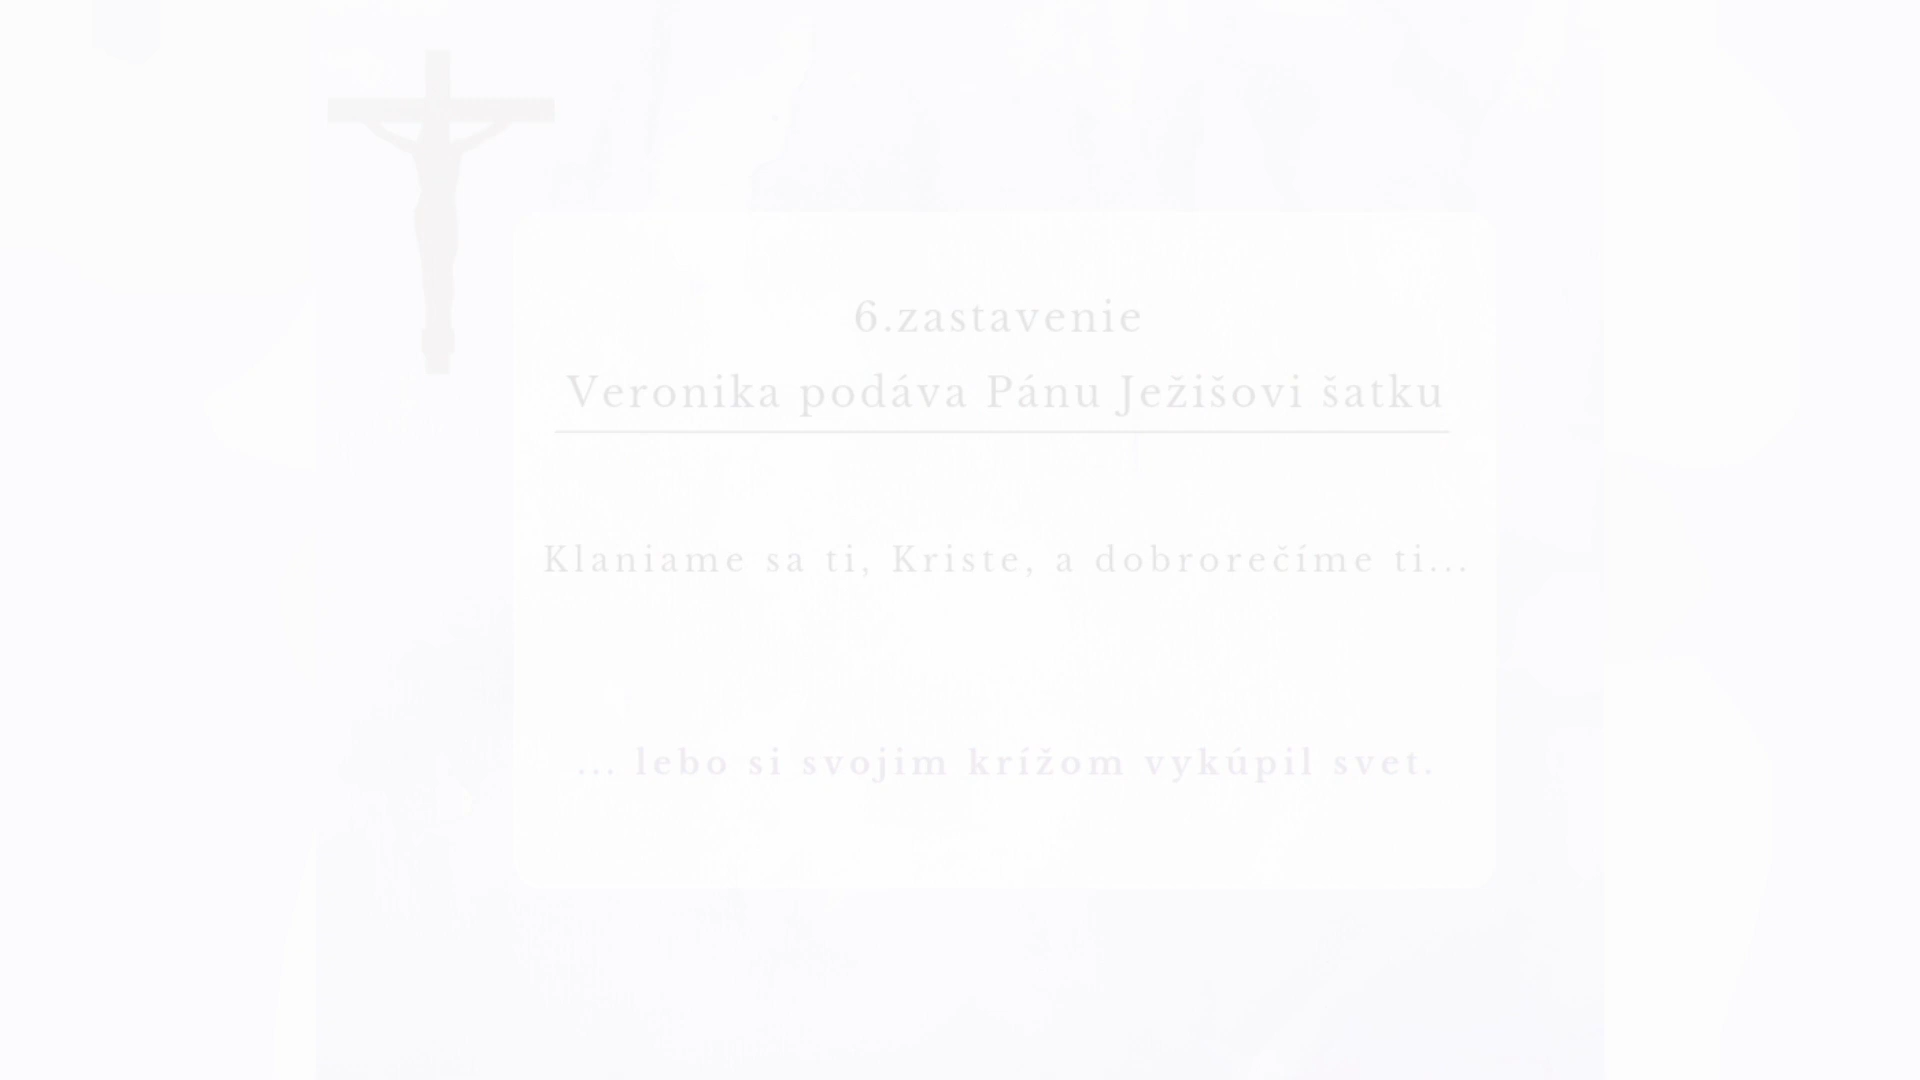 6.zastavenie
Veronika podáva Pánu Ježišovi šatku
Klaniame sa ti, Kriste, a dobrorečíme ti...
... lebo si svojim krížom vykúpil svet.